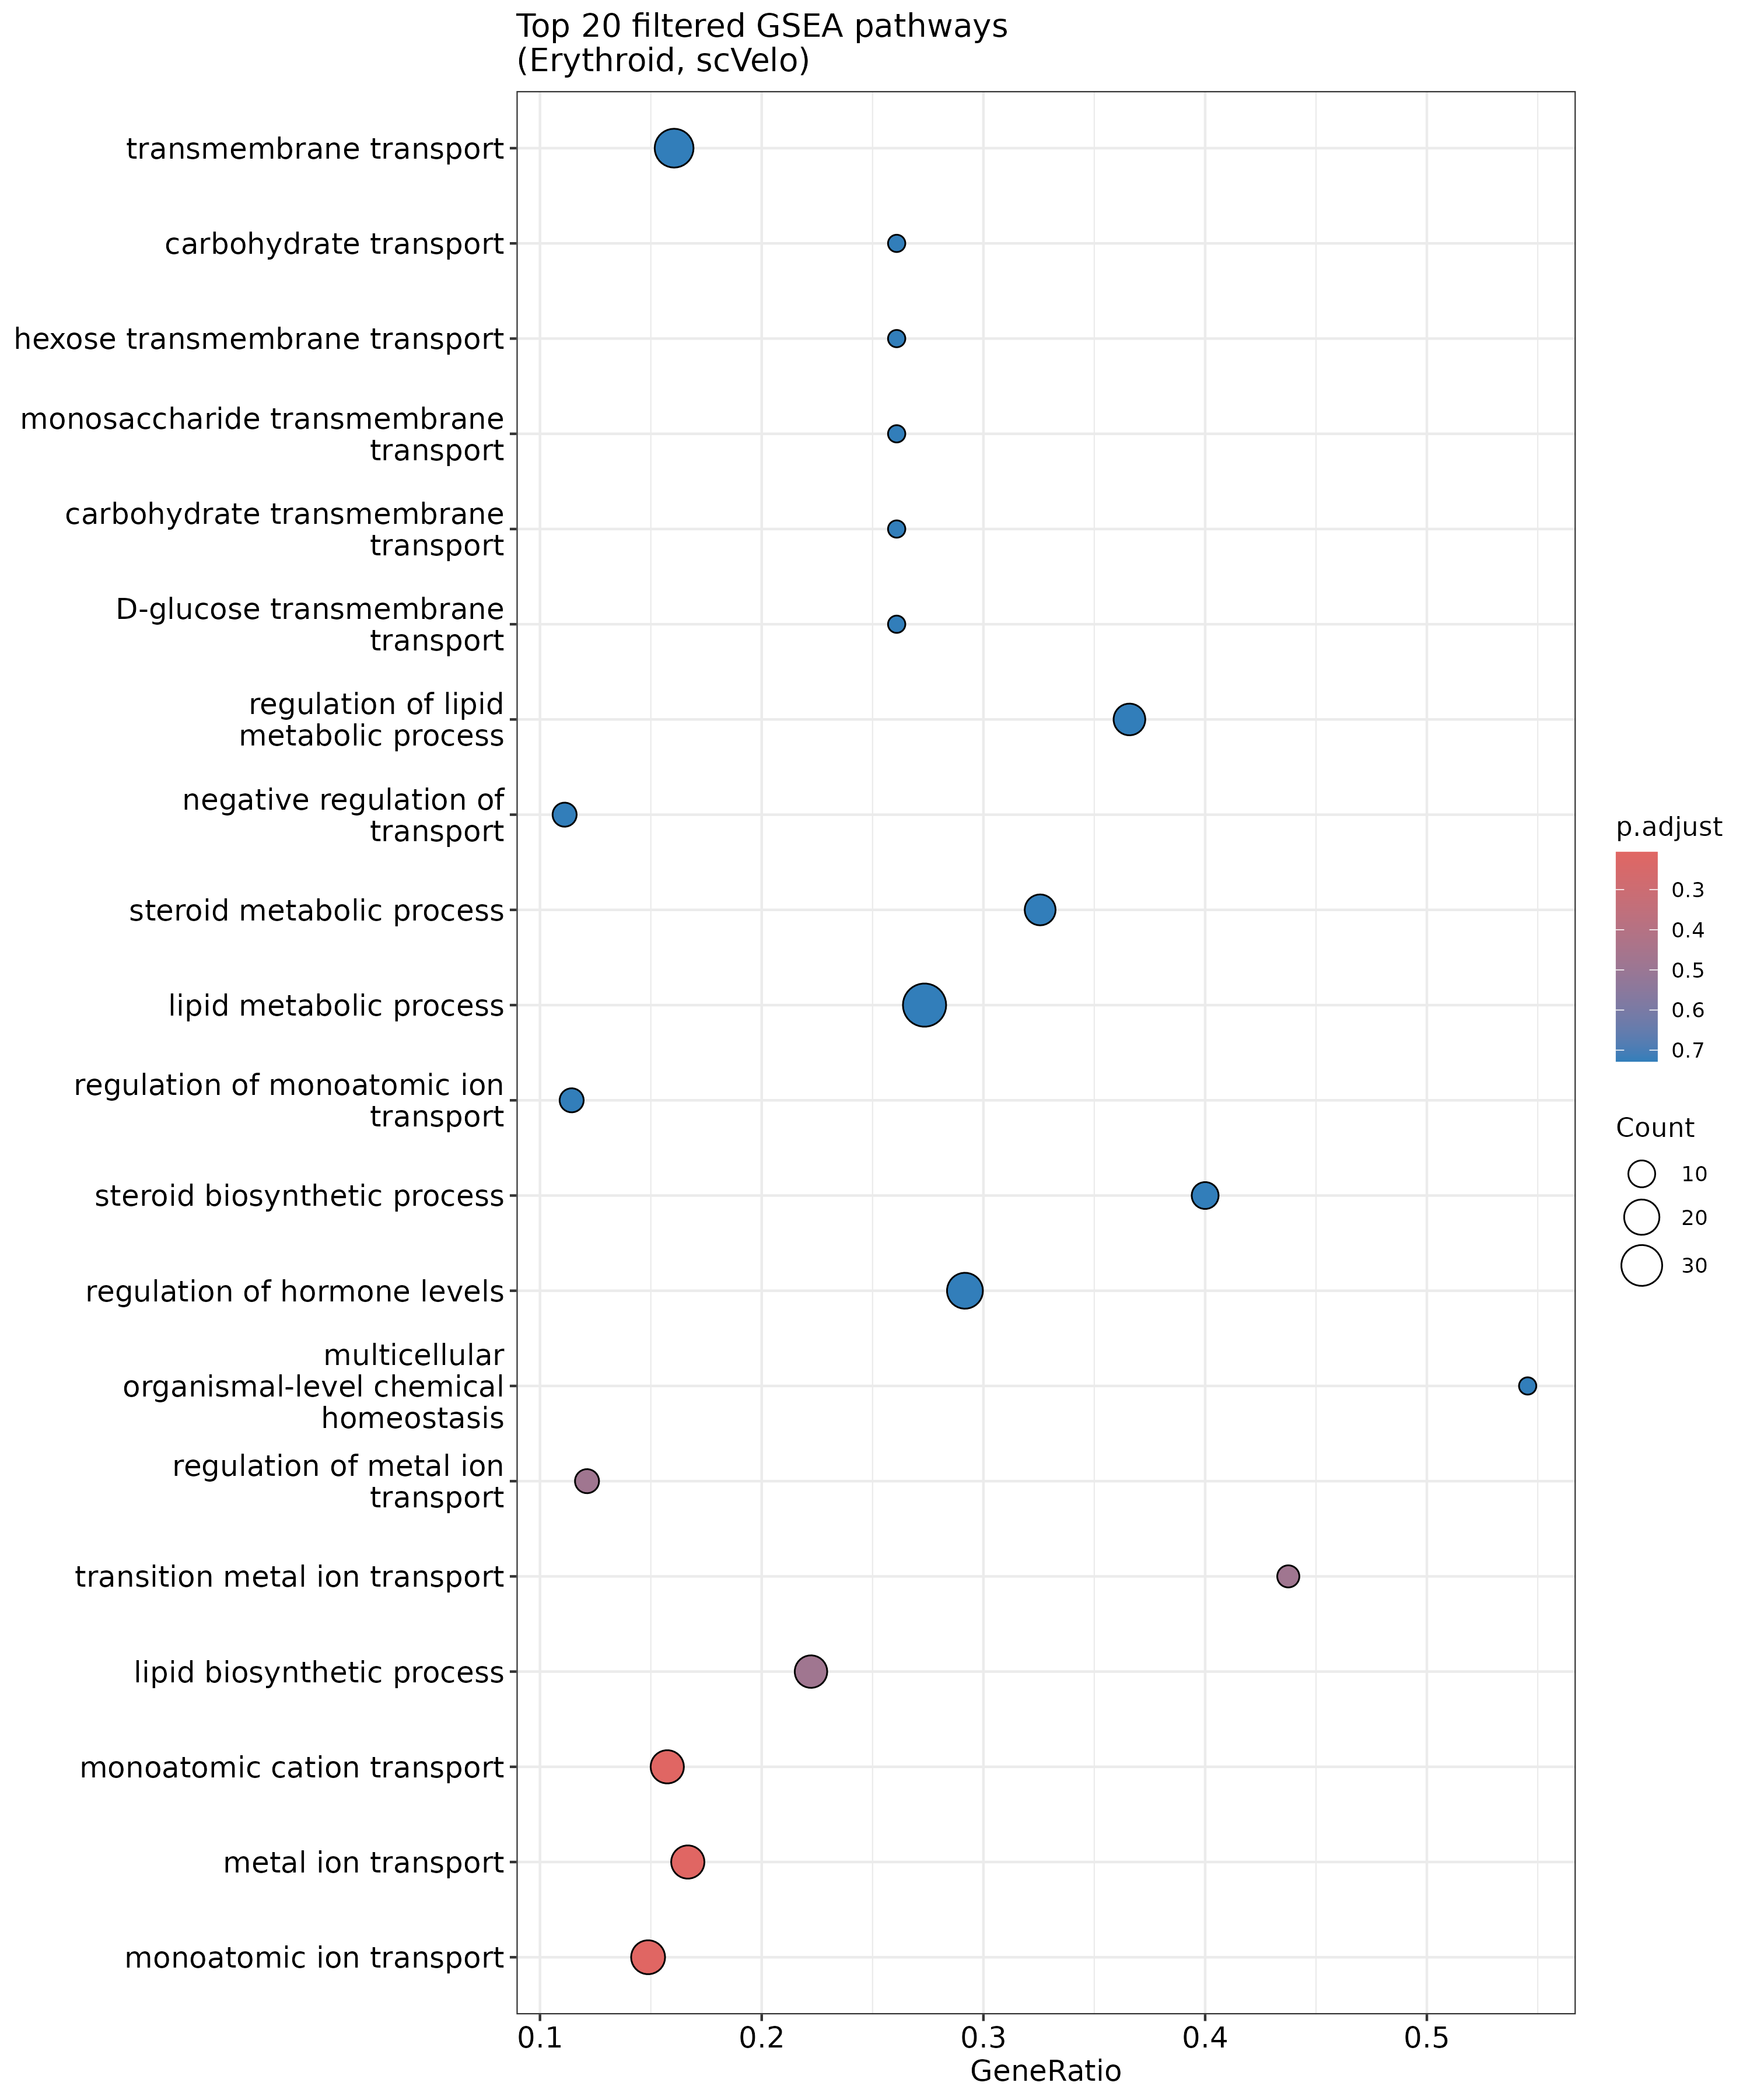 Top 20 filtered GSEA pathways
(Erythroid, scVelo)
transmembrane transport
carbohydrate transport
hexose transmembrane transport
monosaccharide transmembrane
transport
carbohydrate transmembrane
transport
D-glucose transmembrane
transport
regulation of lipid
metabolic process
negative regulation of
transport
steroid metabolic process
lipid metabolic process
regulation of monoatomic ion
transport
steroid biosynthetic process
regulation of hormone levels
multicellular
organismal-level chemical
homeostasis
regulation of metal ion
transport
transition metal ion transport
lipid biosynthetic process
monoatomic cation transport
metal ion transport
monoatomic ion transport
0.1
0.2
0.3
0.4
0.5
GeneRatio
p.adjust
0.3
0.4
0.5
0.6
0.7
Count
10
20
30